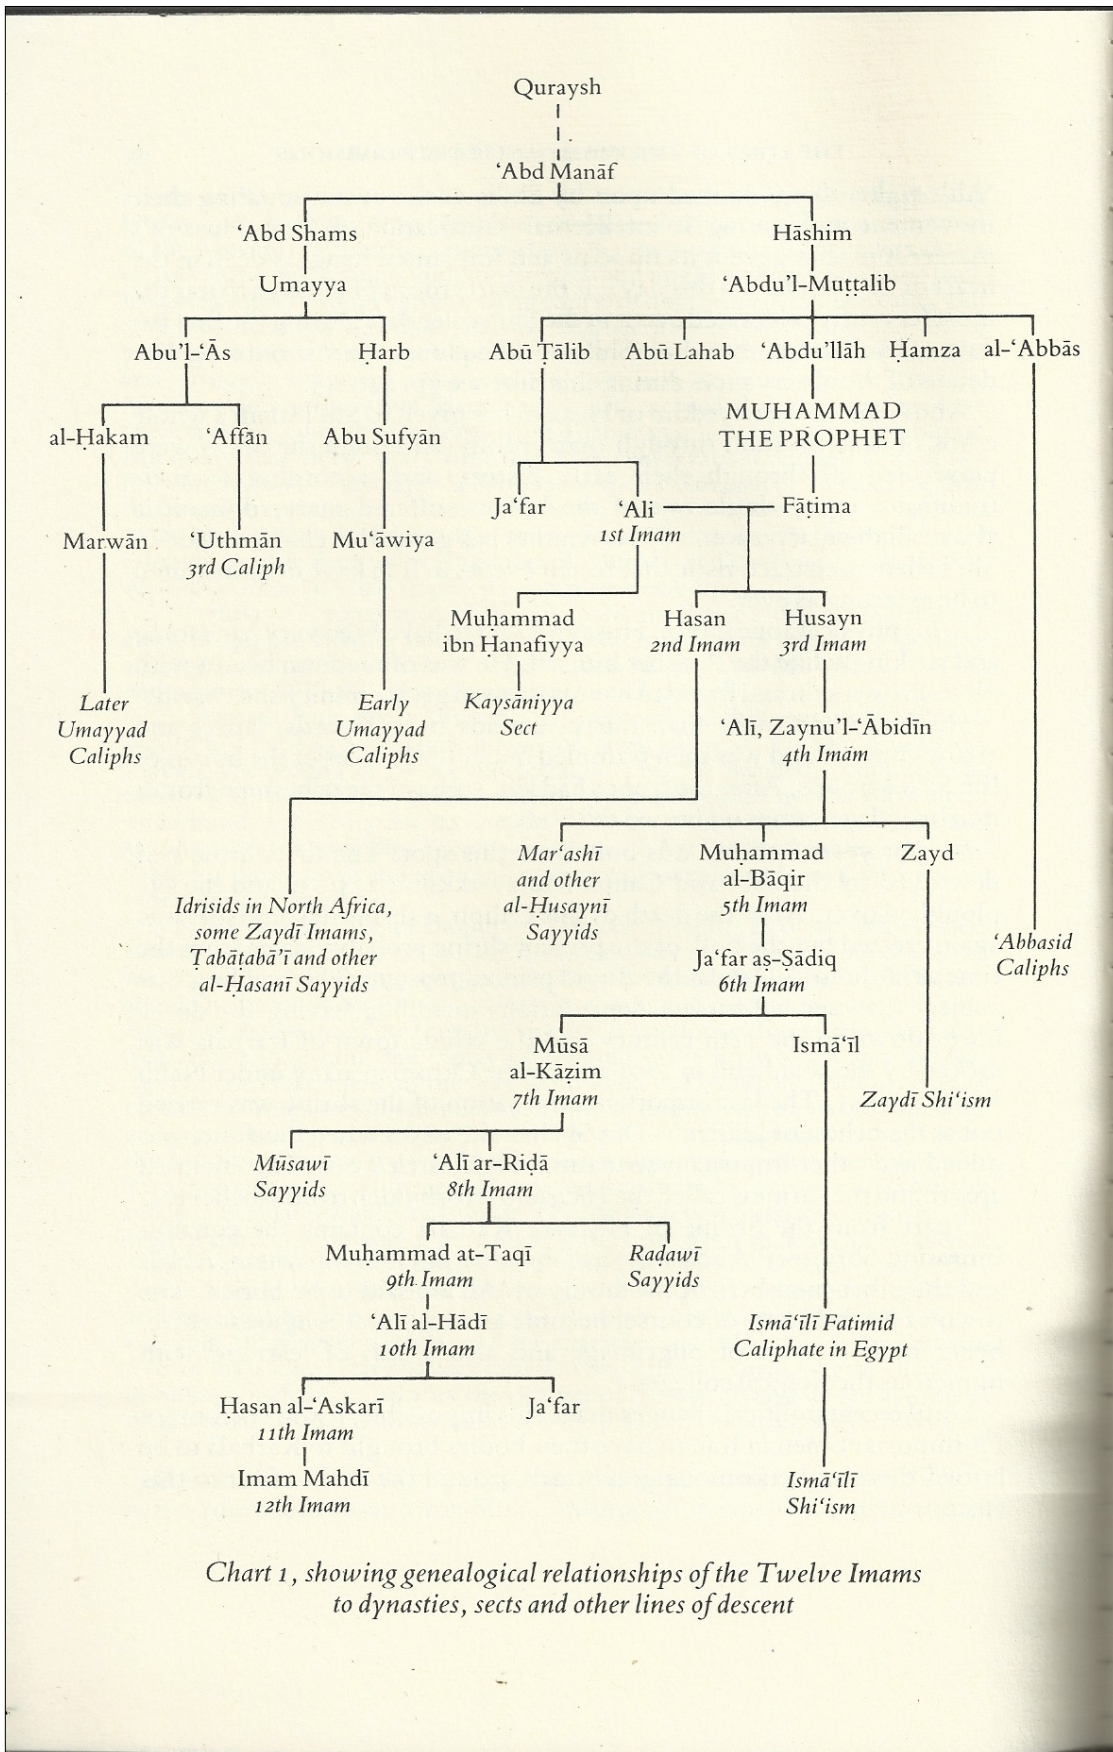 Quraysh
‘Abd Manāf
‘Abd Shams
Hāshim
Umayya
‘Abdu’l-Muṭṭalib
Abu’l-‘Ās
Ḥarb
Abū Ṭālib
Abū Lahab
‘Abdu’llāh
Ḥamza
al-‘Abbās
al-Ḥakam
‘Affān
Abu Sufyān
MUHAMMAD
THE PROPHET
Ja‘far
‘Ali
1st Imam
Fāṭima
Marwān
‘Uthmān
3rd Caliph
Mu‘āwiya
Muḥammad
ibn Ḥanafiyya
Hasan
2nd Imam
Husayn
3rd Imam
Later
Umayyad
Caliphs
Early
Umayyad
Caliphs
Kaysāniyya
Sect
‘Alī, Zaynu’l-‘Ābidīn
4th Imám
Mar‘ashī
and other
al-Ḥusaynī
Sayyids
Muḥammad
al-Bāqir
5th Imam
Zayd
Idrisids in North Africa,
some Zaydī Imams,
Ṭabāṭabā’ī and other
al-Ḥasanī Sayyids
Ja‘far aṣ-Ṣādiq
6th Imam
‘Abbasid
Caliphs
Mūsā
al-Kāẓim
7th Imam
Ismā‘īl
Zaydī Shi‘ism
Mūsawī
Sayyids
‘Alī ar-Riḍā
8th Imam
Muḥammad at-Taqī
9th Imam
Raḍawī
Sayyids
‘Alī al-Hādī
10th Imam
Ismā‘īlī Fatimid
Caliphate in Egypt
Ḥasan al-‘Askarī
11th Imam
Ja‘far
Imam Mahdī
12th Imam
Ismā‘īlī
Shi‘ism
Chart 1, showing genealogical relationships of the Twelve Imams
to dynasties, sects and other lines of descent